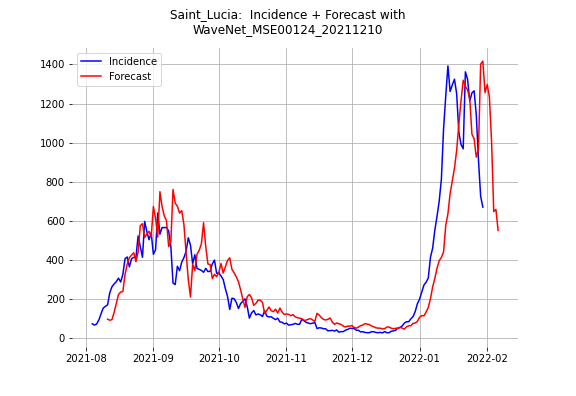 Saint_Lucia:  Incidence + Forecast with
WaveNet_MSE00124_20211210
Incidence
Forecast
1400
1200
1000
800
600
400
200
0
2021-08 2021-09 2021-10 2021-11 2021-12 2022-01 2022-02